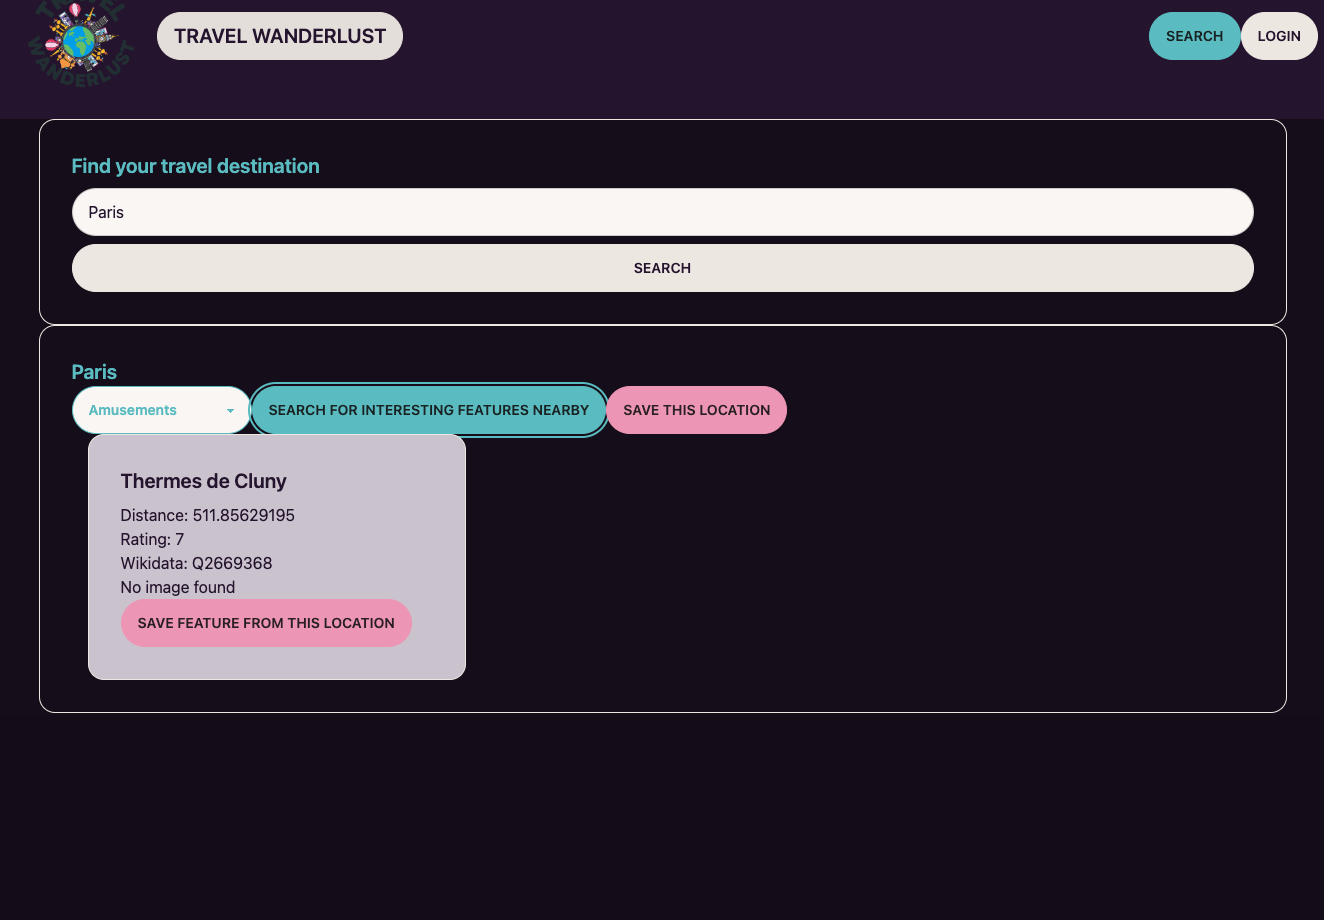 TRAVEL
WANDERLUST
TRAVEL WANDERLUST
SEARCH
LOGIN
Find your travel destination
Paris
SEARCH
Paris
Amusements
SEARCH FOR INTERESTING FEATURES NEARBY
SAVE THIS LOCATION
Thermes de Cluny
Distance: 511.85629195
Rating: 7
Wikidata: Q2669368
No image found
SAVE FEATURE FROM THIS LOCATION